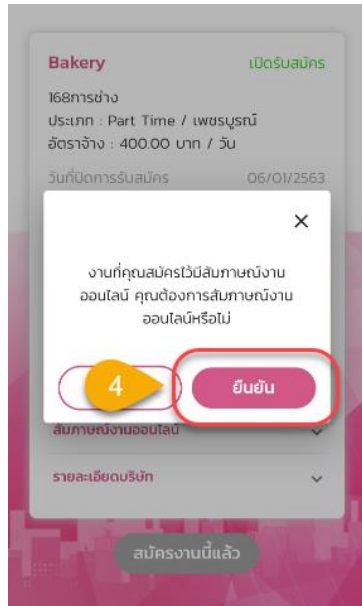 Bakery เปิดรับสมัคร
168การช่าง
ประเภท : Part Time / เพชรบูรณ์
อัตราจ้าง : 400.00 บาท / วัน
วันที่ปิดการรับสมัคร 06/01/2563
งานที่คุณสมัครไว้มีสัมภาษณ์งาน
ออนไลน์ คุณต้องการสัมภาษณ์งาน
ออนไลน์หรือไม่
4 ยืนยัน
สัมภาษณ์งานออนไลน์
รายละเอียดบริษัท
สมัครงานนี้แล้ว